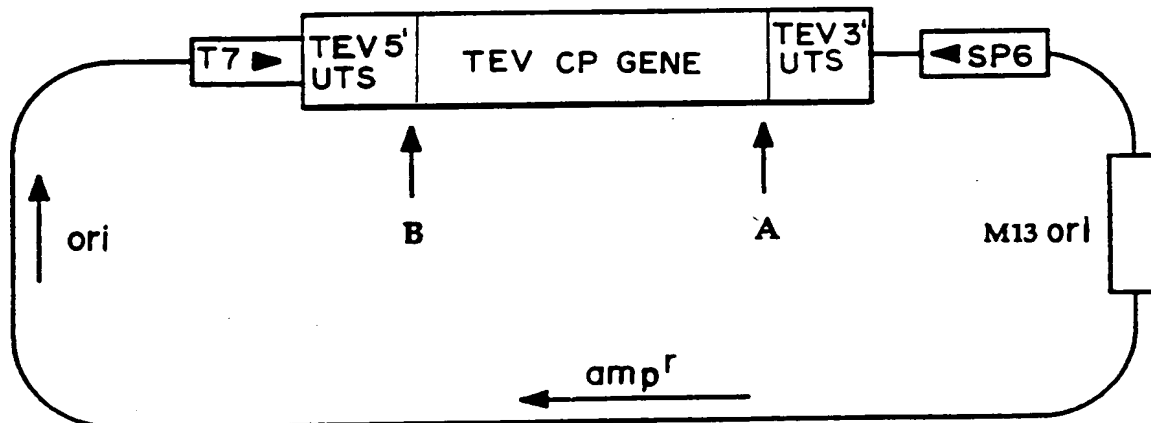 T7
TEV 5'
UTS
TEV CP GENE
TEV 3'
UTS
SP6
B
A
ori
M13 ori
amp^r